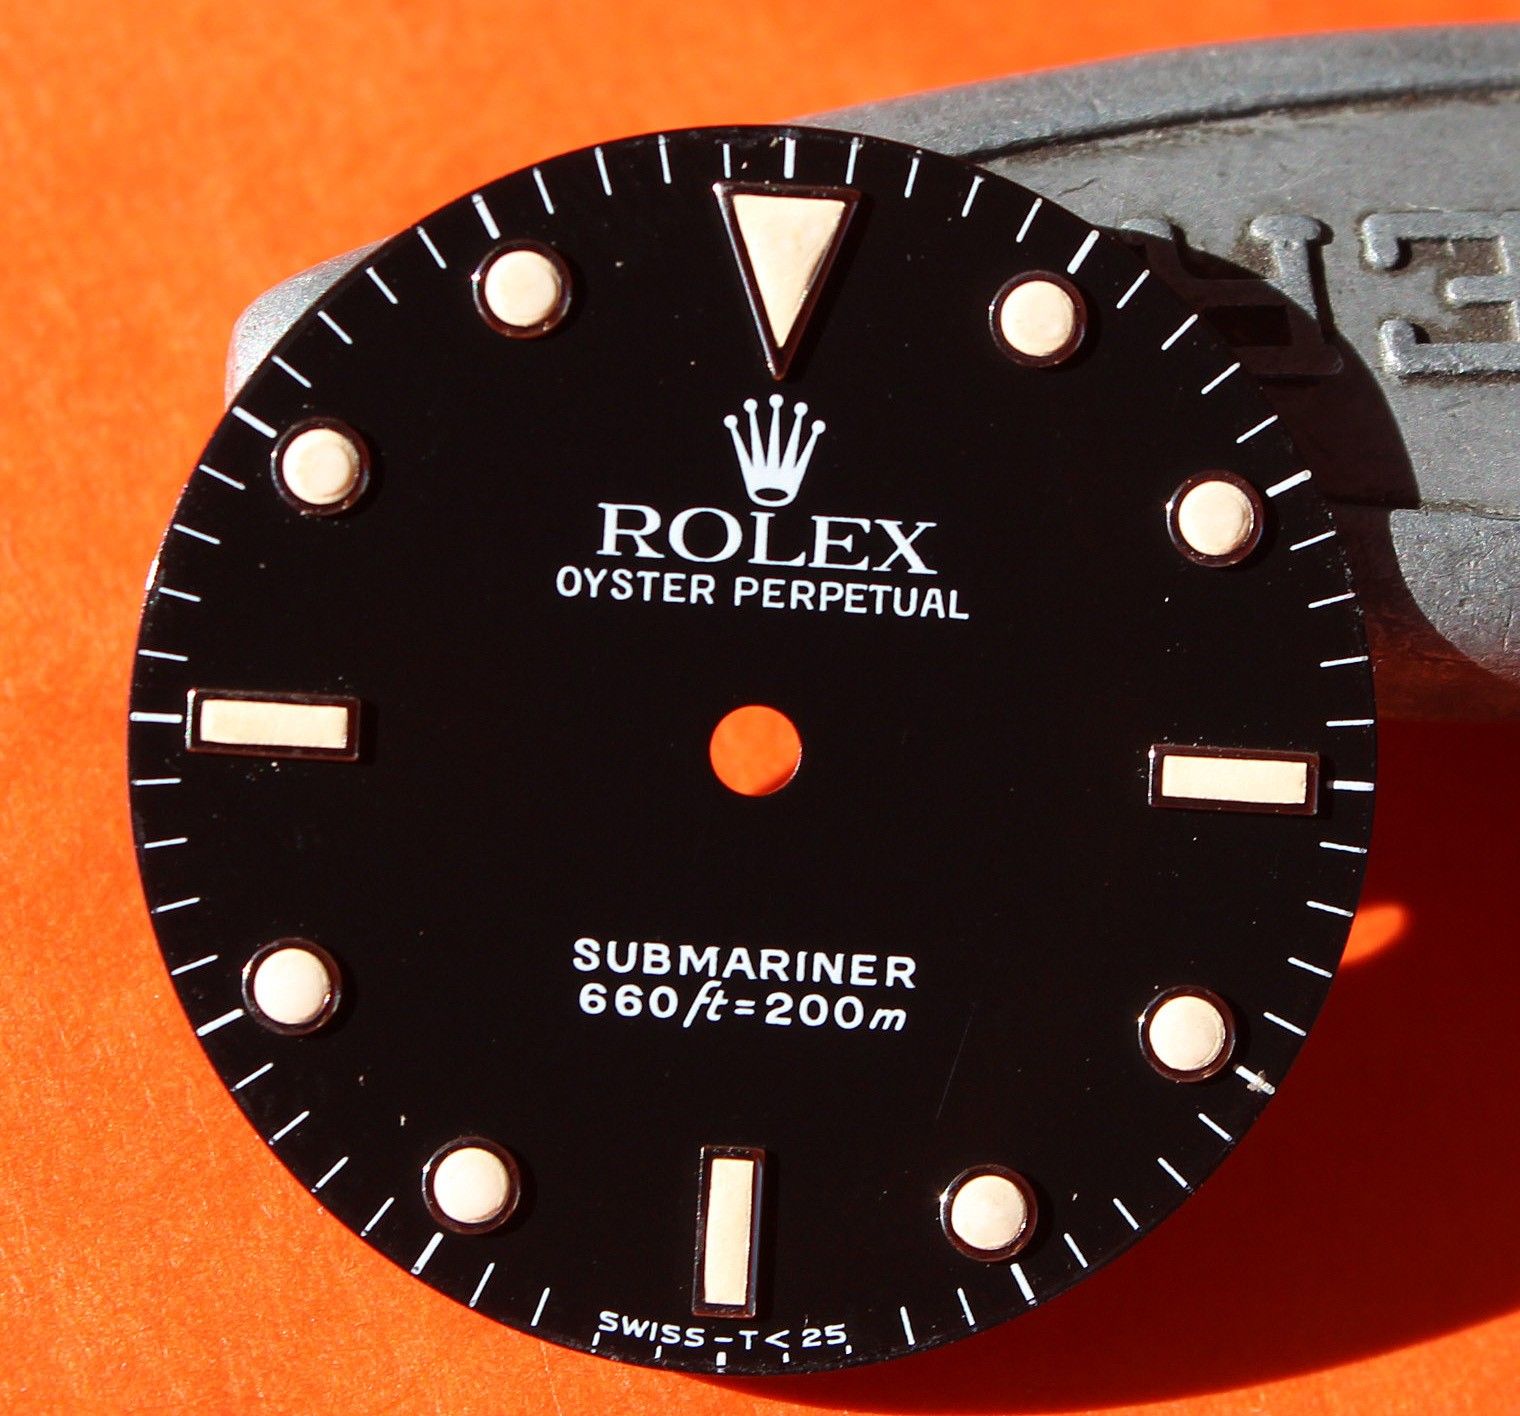 ROLEX
OYSTER PERPETUAL
SUBMARINER
660ft=200m
SWISS-T<25